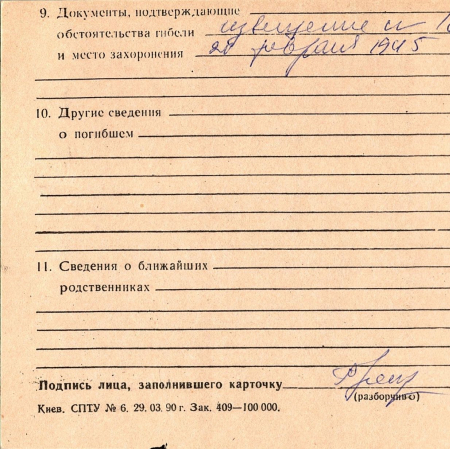 9. Документы, подтверждающие
обстоятельства гибели извещение
и место захоронения 28 февраля 1945
10. Другие сведения
о погибшем
11. Сведения о ближайших
родственниках
Подпись лица, заполнившего карточку
(разборчиво)
Киев. СПТУ № 6. 29. 03. 90 г. Зак. 409—100 000.